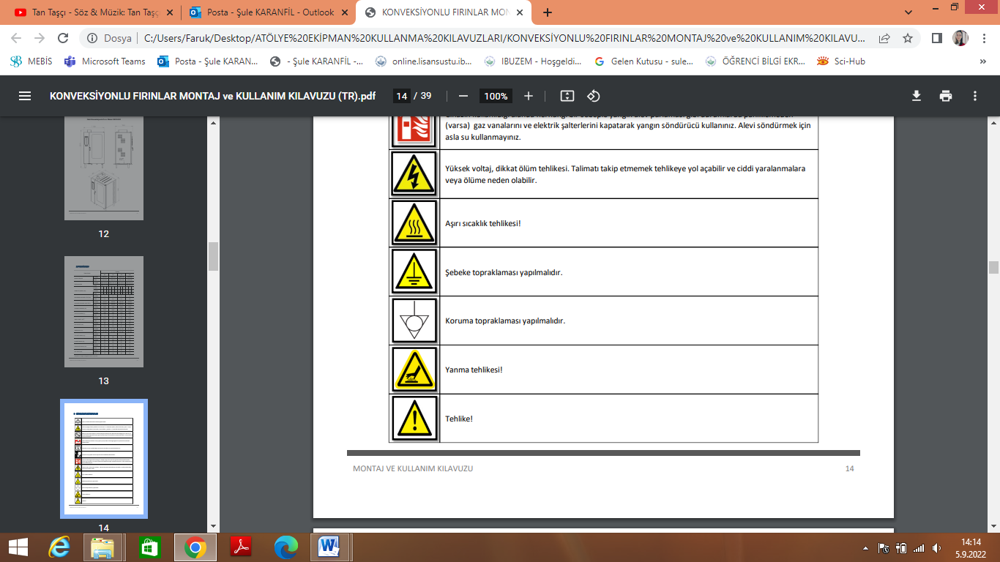 Tan Taşçı - Söz & Müzik: Tan Taşç
Posta - Şule KARANFİL - Outlook
KONVEKSİYONLU FIRINLAR MON
Dosya
C:/Users/Faruk/Desktop/ATÖLYE%20EKİPMAN%20KULLANMA%20KILAVUZLARI/KONVEKSİYONLU%20FIRINLAR%20MONTAJ%20ve%20KULLANIM%20KILAVU...
MEBİS
Microsoft Teams
Posta - Şule KARAN...
- Şule KARANFİL -...
online.lisansustu.ib...
IBUZEM - Hoşgeldi...
Gelen Kutusu - sule...
ÖĞRENCİ BİLGİ EKR...
Sci-Hub
»
KONVEKSİYONLU FIRINLAR MONTAJ ve KULLANIM KILAVUZU (TR).pdf
14 / 39
100%
12
13
14
(varsa) gaz vanalarını ve elektrik şalterlerini kapatarak yangın söndürücü kullanınız. Alevi söndürmek için
asla su kullanmayınız.
Yüksek voltaj, dikkat ölüm tehlikesi. Talimatı takip etmemek tehlikeye yol açabilir ve ciddi yaralanmalara
veya ölüme neden olabilir.
Aşırı sıcaklık tehlikesi!
Şebeke topraklaması yapılmalıdır.
Koruma topraklaması yapılmalıdır.
Yanma tehlikesi!
Tehlike!
MONTAJ VE KULLANIM KILAVUZU
14
14:14
5.9.2022